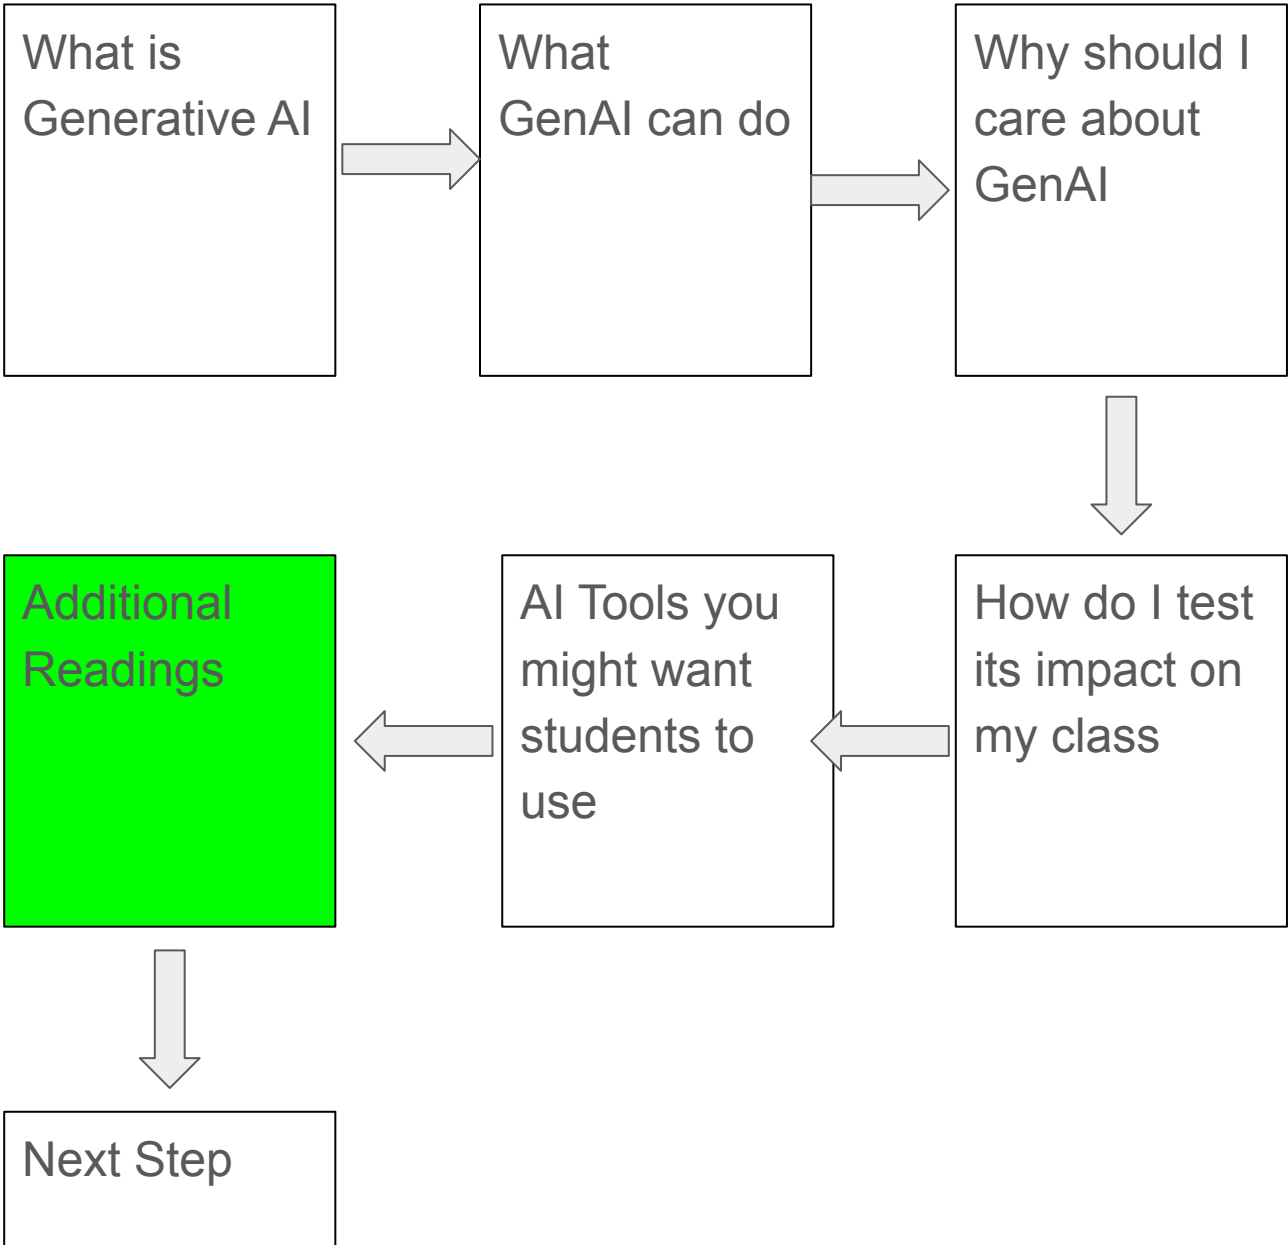 What is
Generative AI
What
GenAI can do
Why should I
care about
GenAI
How do I test
its impact on
my class
AI Tools you
might want
students to
use
Additional
Readings
Next Step